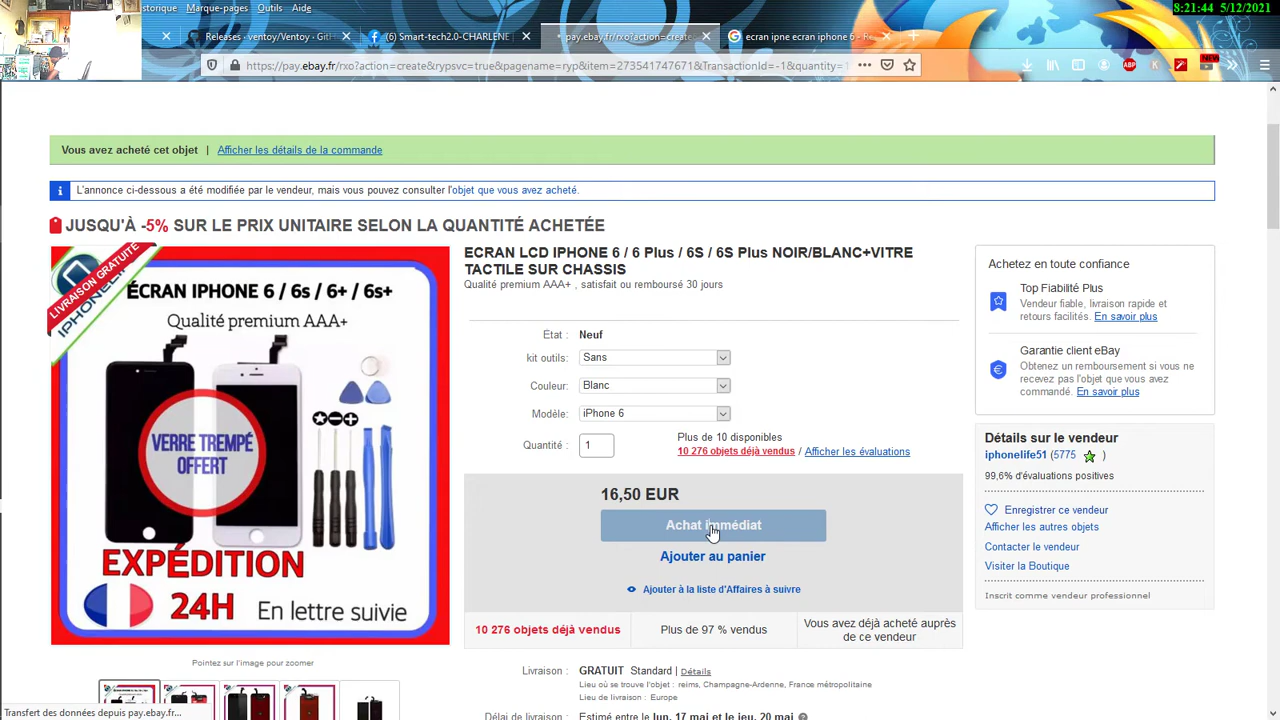 storique Marque-pages Outils Aide
8:21:44 5/12/2021
Releases · ventoy/Ventoy · GitH
(6) Smart-tech2.0-CHARLENE
pay.ebay.fr/rxo?action=create
ecran ipne ecran iphone 6 - Re
https://pay.ebay.fr/rxo?action=create&rypsvc=true&pagename=ryp&item=273541747671&TransactionId=-1&quantity=1
ABP
NEW
Vous avez acheté cet objet | Afficher les détails de la commande
L'annonce ci-dessous a été modifiée par le vendeur, mais vous pouvez consulter l'objet que vous avez acheté.
JUSQU'À -5% SUR LE PRIX UNITAIRE SELON LA QUANTITÉ ACHETÉE
LIVRAISON GRATUITE
ÉCRAN IPHONE 6 / 6s / 6+ / 6s+
Qualité premium AAA+
VERRE TREMPÉ
OFFERT
EXPÉDITION
24H En lettre suivie
Pointez sur l'image pour zoomer
ECRAN LCD IPHONE 6 / 6 Plus / 6S / 6S Plus NOIR/BLANC+VITRE
TACTILE SUR CHASSIS
Qualité premium AAA+ , satisfait ou remboursé 30 jours
Etat : Neuf
kit outils: Sans
Couleur: Blanc
Modèle: iPhone 6
Quantité : 1
Plus de 10 disponibles
10 276 objets déjà vendus / Afficher les évaluations
16,50 EUR
Achat immédiat
Ajouter au panier
Ajouter à la liste d'Affaires à suivre
10 276 objets déjà vendus
Plus de 97 % vendus
Vous avez déjà acheté auprès
de ce vendeur
Livraison : GRATUIT Standard | Détails
Lieu où se trouve l'objet : reims, Champagne-Ardenne, France métropolitaine
Lieu de livraison : Europe
Délai de livraison : Estimé entre le lun. 17 mai et le jeu. 20 mai
Achetez en toute confiance
Top Fiabilité Plus
Vendeur fiable, livraison rapide et
retours facilités. En savoir plus
Garantie client eBay
Obtenez un remboursement si vous ne
recevez pas l'objet que vous avez
commandé. En savoir plus
Détails sur le vendeur
iphonelife51 (5775 )
99,6% d'évaluations positives
Enregistrer ce vendeur
Afficher les autres objets
Contacter le vendeur
Visiter la Boutique
Inscrit comme vendeur professionnel
Transfert des données depuis pay.ebay.fr...